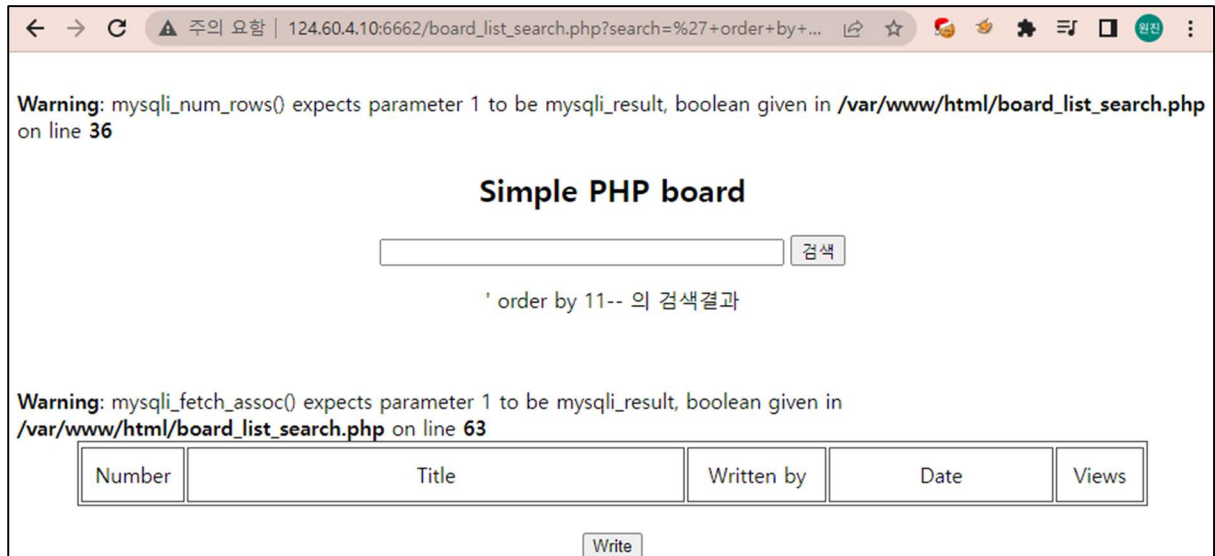 주의 요함 | 124.60.4.10:6662/board_list_search.php?search=%27+order+by+... 원진
Warning: mysqli_num_rows() expects parameter 1 to be mysqli_result, boolean given in /var/www/html/board_list_search.php
on line 36
Simple PHP board
검색
' order by 11-- 의 검색결과
Warning: mysqli_fetch_assoc() expects parameter 1 to be mysqli_result, boolean given in
/var/www/html/board_list_search.php on line 63
Number Title Written by Date Views
Write